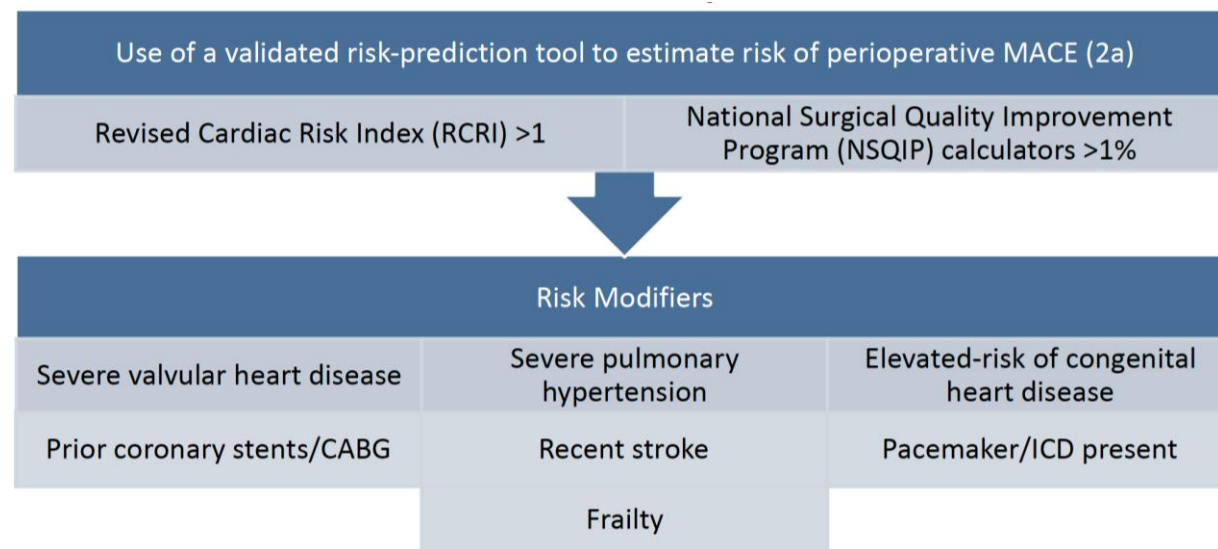 Use of a validated risk-prediction tool to estimate risk of perioperative MACE (2a)
Revised Cardiac Risk Index (RCRI) >1
National Surgical Quality Improvement
Program (NSQIP) calculators >1%
Risk Modifiers
Severe valvular heart disease
Severe pulmonary
hypertension
Elevated-risk of congenital
heart disease
Prior coronary stents/CABG
Recent stroke
Pacemaker/ICD present
Frailty